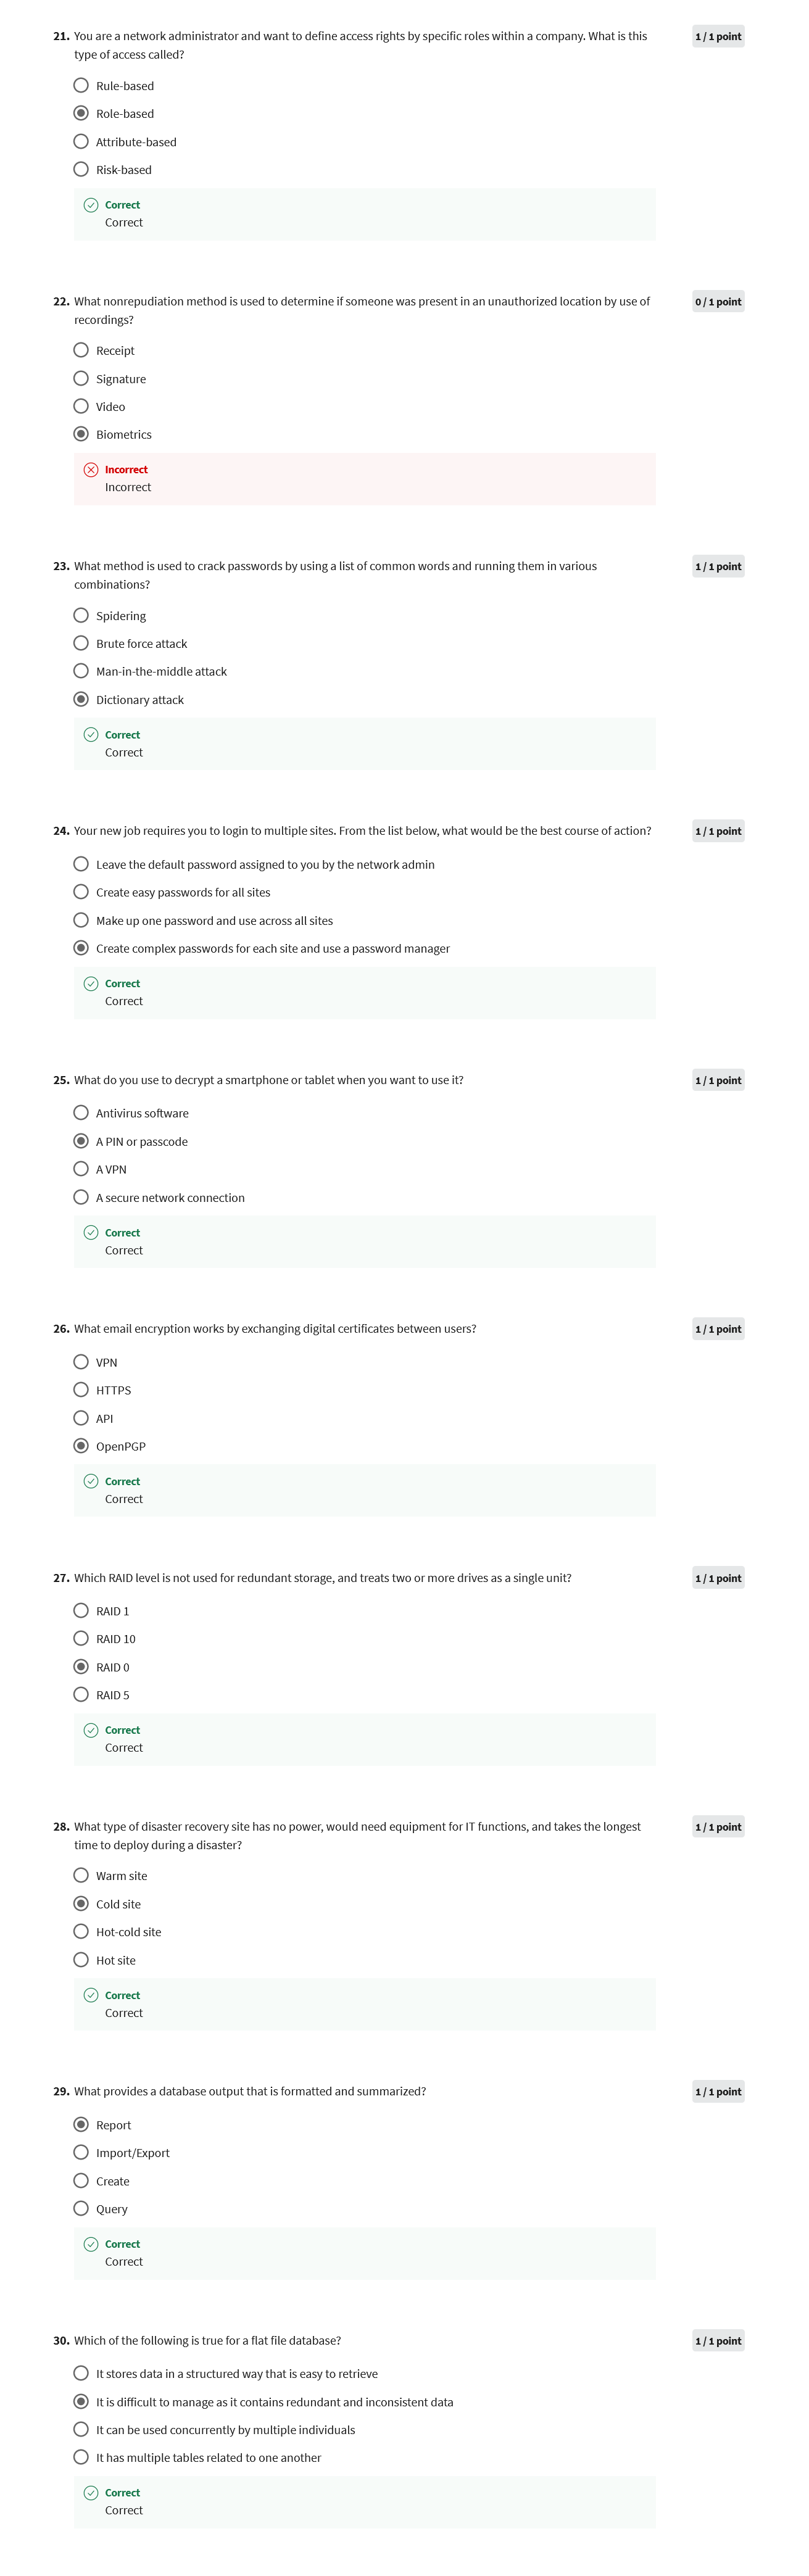 21. You are a network administrator and want to define access rights by specific roles within a company. What is this
type of access called?
1 / 1 point
Rule-based
Role-based
Attribute-based
Risk-based
Correct
Correct
22. What nonrepudiation method is used to determine if someone was present in an unauthorized location by use of
recordings?
0 / 1 point
Receipt
Signature
Video
Biometrics
Incorrect
Incorrect
23. What method is used to crack passwords by using a list of common words and running them in various
combinations?
1 / 1 point
Spidering
Brute force attack
Man-in-the-middle attack
Dictionary attack
Correct
Correct
24. Your new job requires you to login to multiple sites. From the list below, what would be the best course of action?
1 / 1 point
Leave the default password assigned to you by the network admin
Create easy passwords for all sites
Make up one password and use across all sites
Create complex passwords for each site and use a password manager
Correct
Correct
25. What do you use to decrypt a smartphone or tablet when you want to use it?
1 / 1 point
Antivirus software
A PIN or passcode
A VPN
A secure network connection
Correct
Correct
26. What email encryption works by exchanging digital certificates between users?
1 / 1 point
VPN
HTTPS
API
OpenPGP
Correct
Correct
27. Which RAID level is not used for redundant storage, and treats two or more drives as a single unit?
1 / 1 point
RAID 1
RAID 10
RAID 0
RAID 5
Correct
Correct
28. What type of disaster recovery site has no power, would need equipment for IT functions, and takes the longest
time to deploy during a disaster?
1 / 1 point
Warm site
Cold site
Hot-cold site
Hot site
Correct
Correct
29. What provides a database output that is formatted and summarized?
1 / 1 point
Report
Import/Export
Create
Query
Correct
Correct
30. Which of the following is true for a flat file database?
1 / 1 point
It stores data in a structured way that is easy to retrieve
It is difficult to manage as it contains redundant and inconsistent data
It can be used concurrently by multiple individuals
It has multiple tables related to one another
Correct
Correct